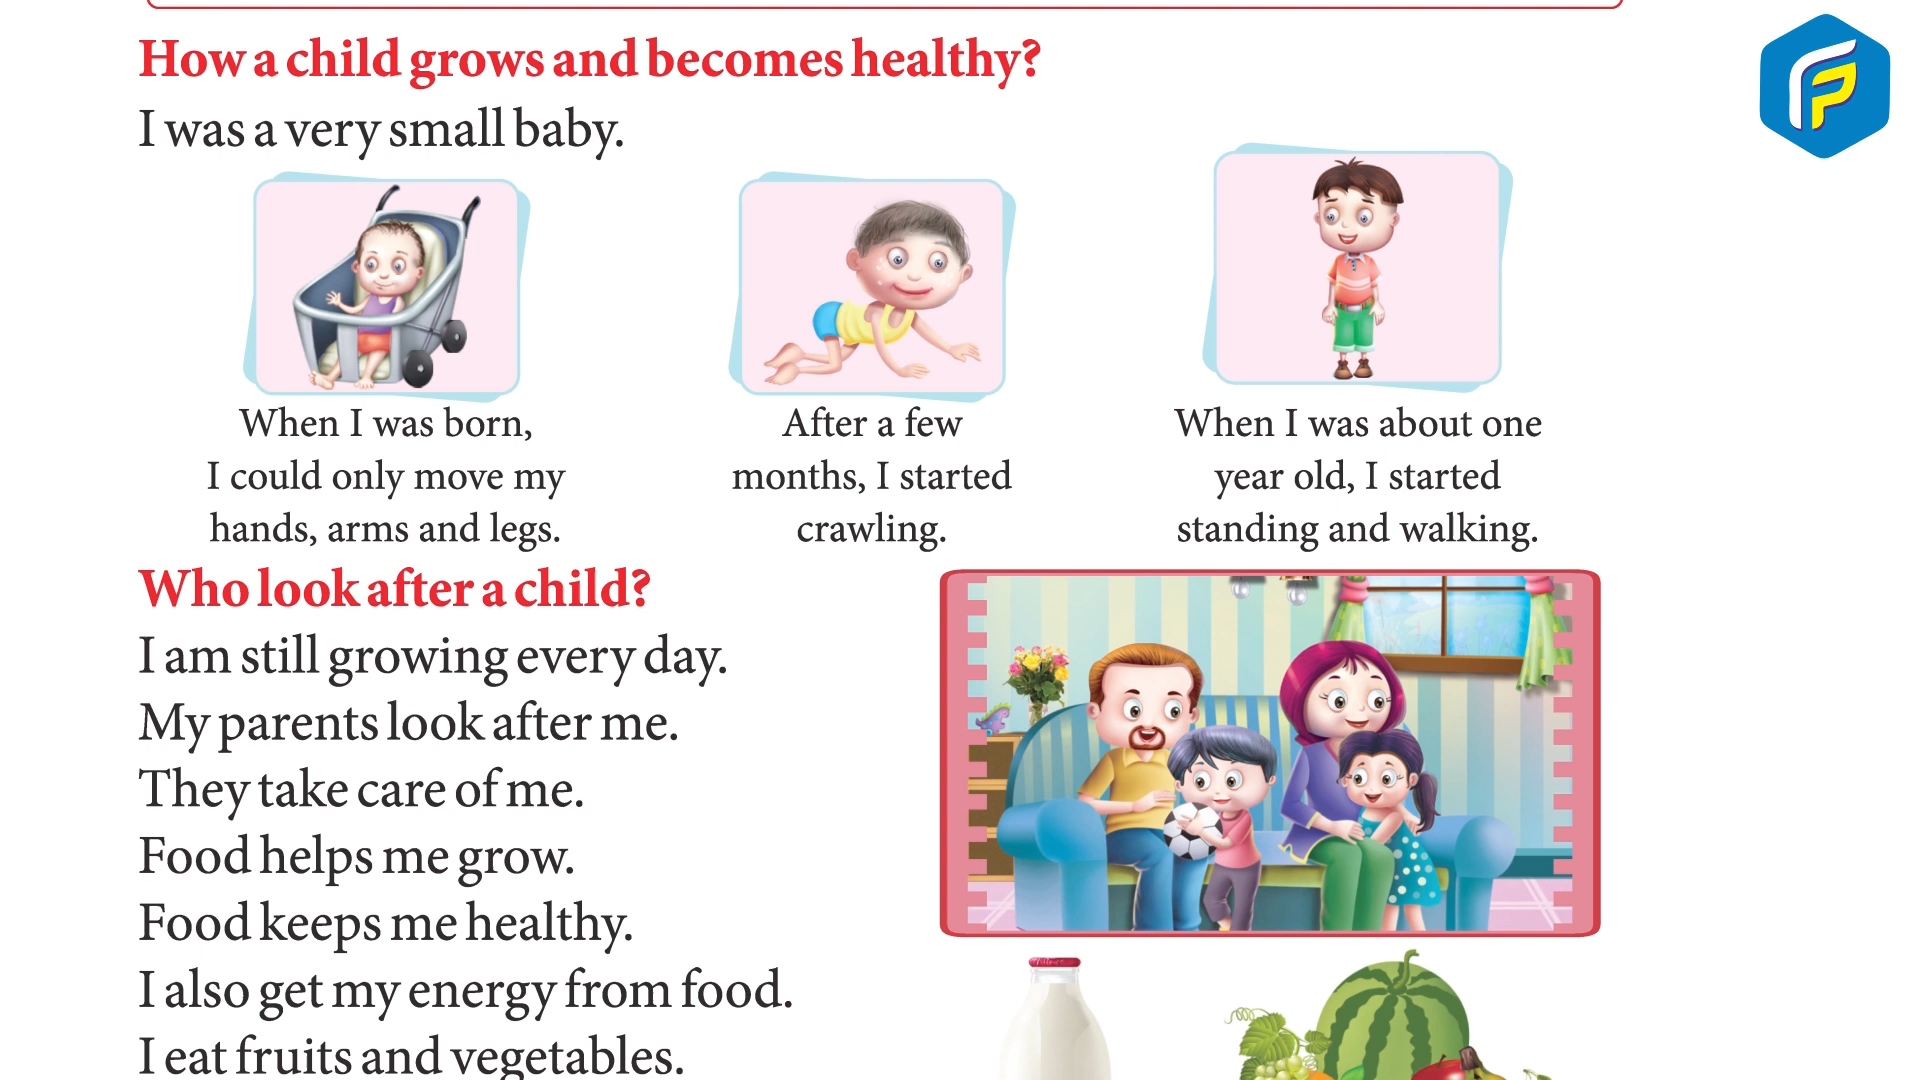 How a child grows and becomes healthy?
I was a very small baby.
When I was born,
I could only move my
hands, arms and legs.
After a few
months, I started
crawling.
When I was about one
year old, I started
standing and walking.
Who look after a child?
I am still growing every day.
My parents look after me.
They take care of me.
Food helps me grow.
Food keeps me healthy.
I also get my energy from food.
I eat fruits and vegetables.